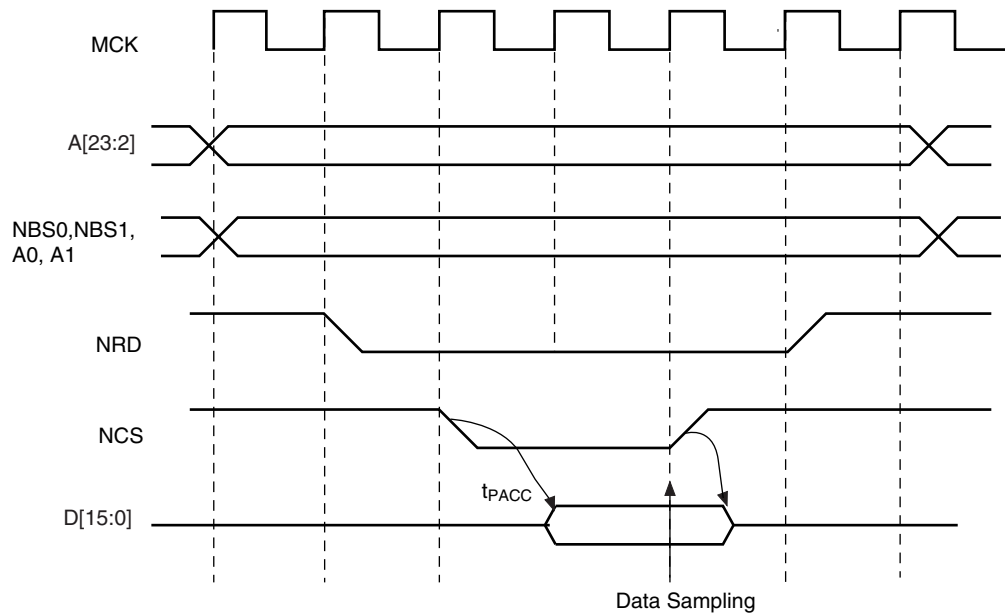 MCK
A[23:2]
NBS0,NBS1,
A0, A1
NRD
NCS
tPACC
D[15:0]
Data Sampling